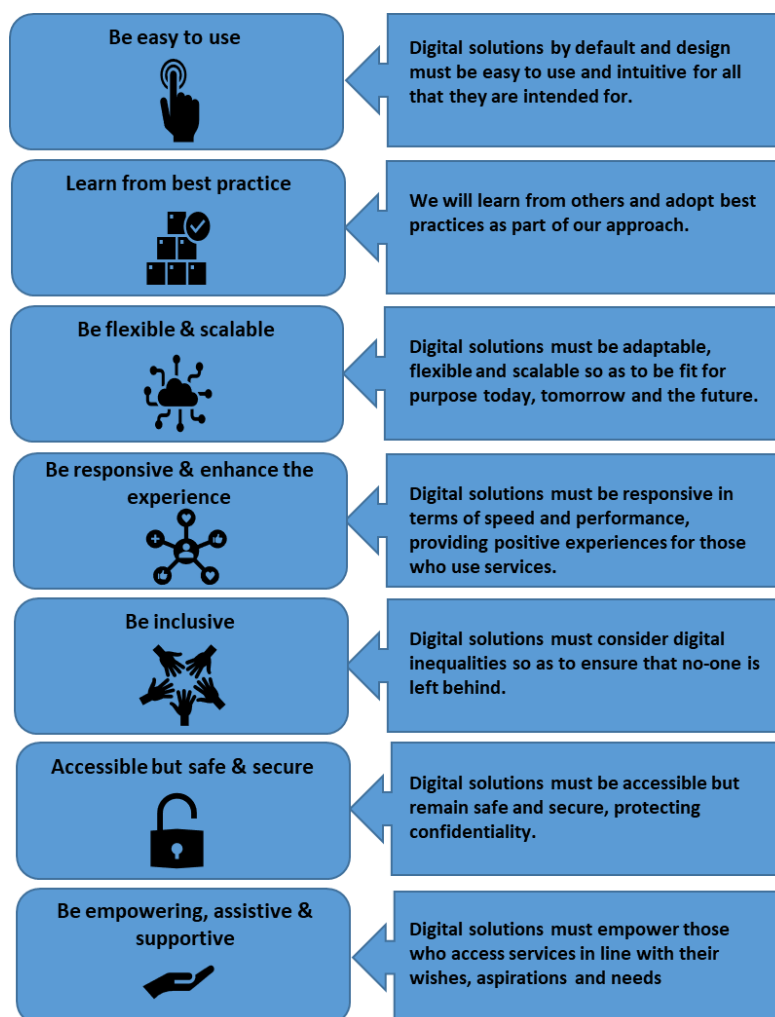 Be easy to use
Digital solutions by default and design
must be easy to use and intuitive for all
that they are intended for.
Learn from best practice
We will learn from others and adopt best
practices as part of our approach.
Be flexible & scalable
Digital solutions must be adaptable,
flexible and scalable so as to be fit for
purpose today, tomorrow and the future.
Be responsive & enhance the
experience
Digital solutions must be responsive in
terms of speed and performance,
providing positive experiences for those
who use services.
Be inclusive
Digital solutions must consider digital
inequalities so as to ensure that no-one is
left behind.
Accessible but safe & secure
Digital solutions must be accessible but
remain safe and secure, protecting
confidentiality.
Be empowering, assistive &
supportive
Digital solutions must empower those
who access services in line with their
wishes, aspirations and needs